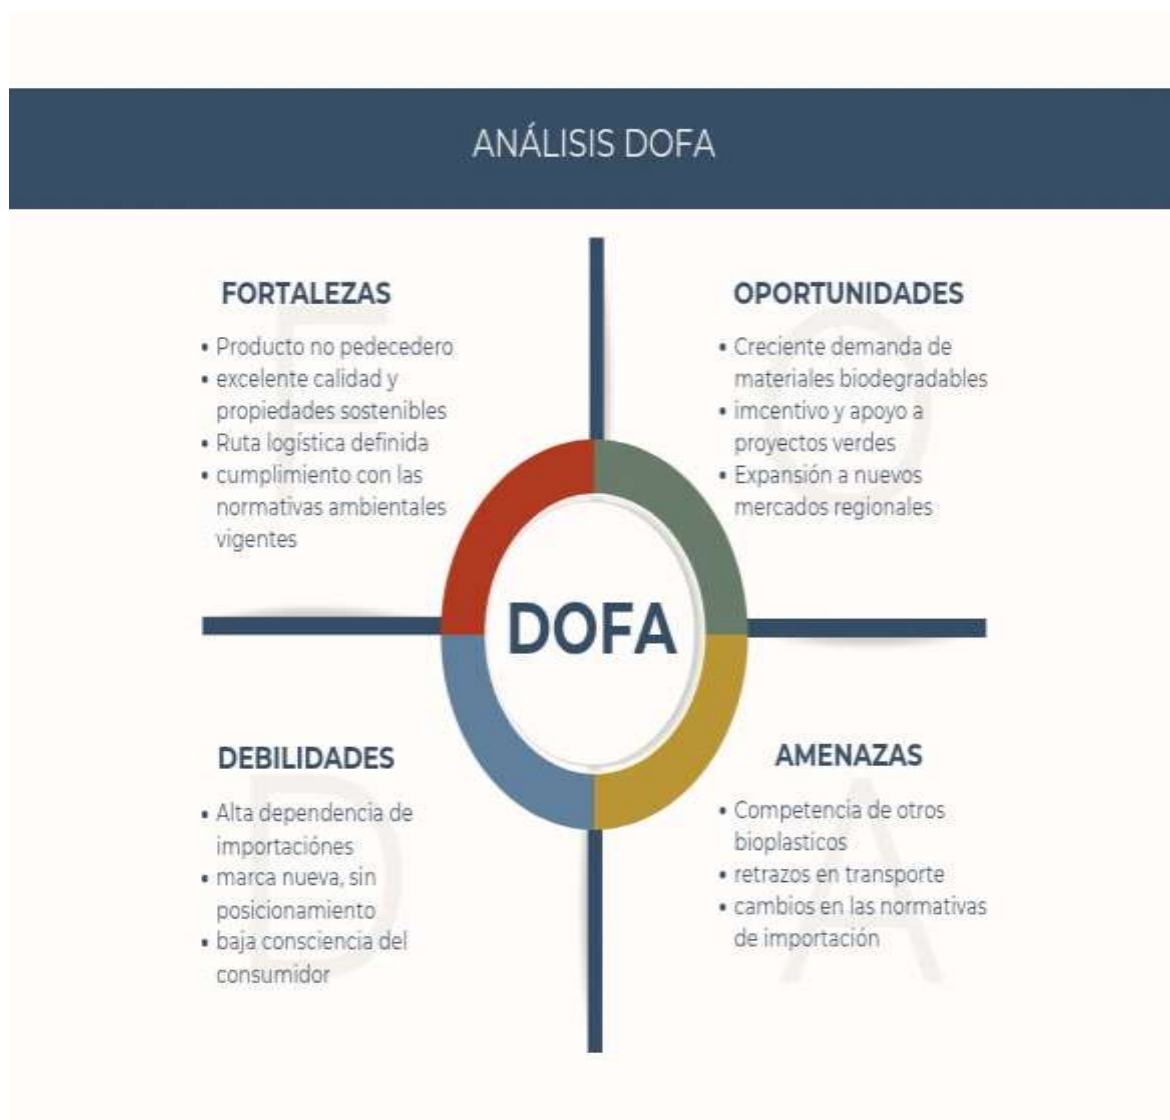 ANÁLISIS DOFA
FORTALEZAS
• Producto no pedecedero
• excelente calidad y
propiedades sostenibles
• Ruta logística definida
• cumplimiento con las
normativas ambientales
vigentes
F
OPORTUNIDADES
• Creciente demanda de
materiales biodegradables
• imcentivo y apoyo a
proyectos verdes
• Expansión a nuevos
mercados regionales
O
DOFA
DEBILIDADES
• Alta dependencia de
importaciónes
• marca nueva, sin
posicionamiento
• baja consciencia del
consumidor
D
AMENAZAS
• Competencia de otros
bioplasticos
• retrazos en transporte
• cambios en las normativas
de importación
A